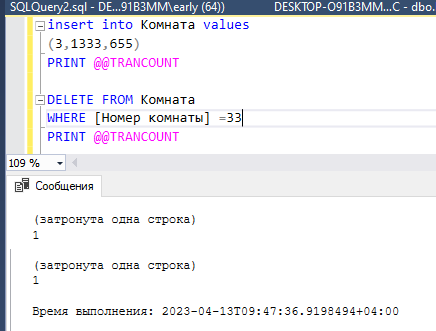 SQLQuery2.sql - DE...91B3MM\early (64))
DESKTOP-O91B3MM...C - dbo.
insert into Комната values
(3,1333,655)
PRINT @@TRANCOUNT
DELETE FROM Комната
WHERE [Номер комнаты] =33
PRINT @@TRANCOUNT
109 %
Сообщения
(затронута одна строка)
1
(затронута одна строка)
1
Время выполнения: 2023-04-13T09:47:36.9198494+04:00